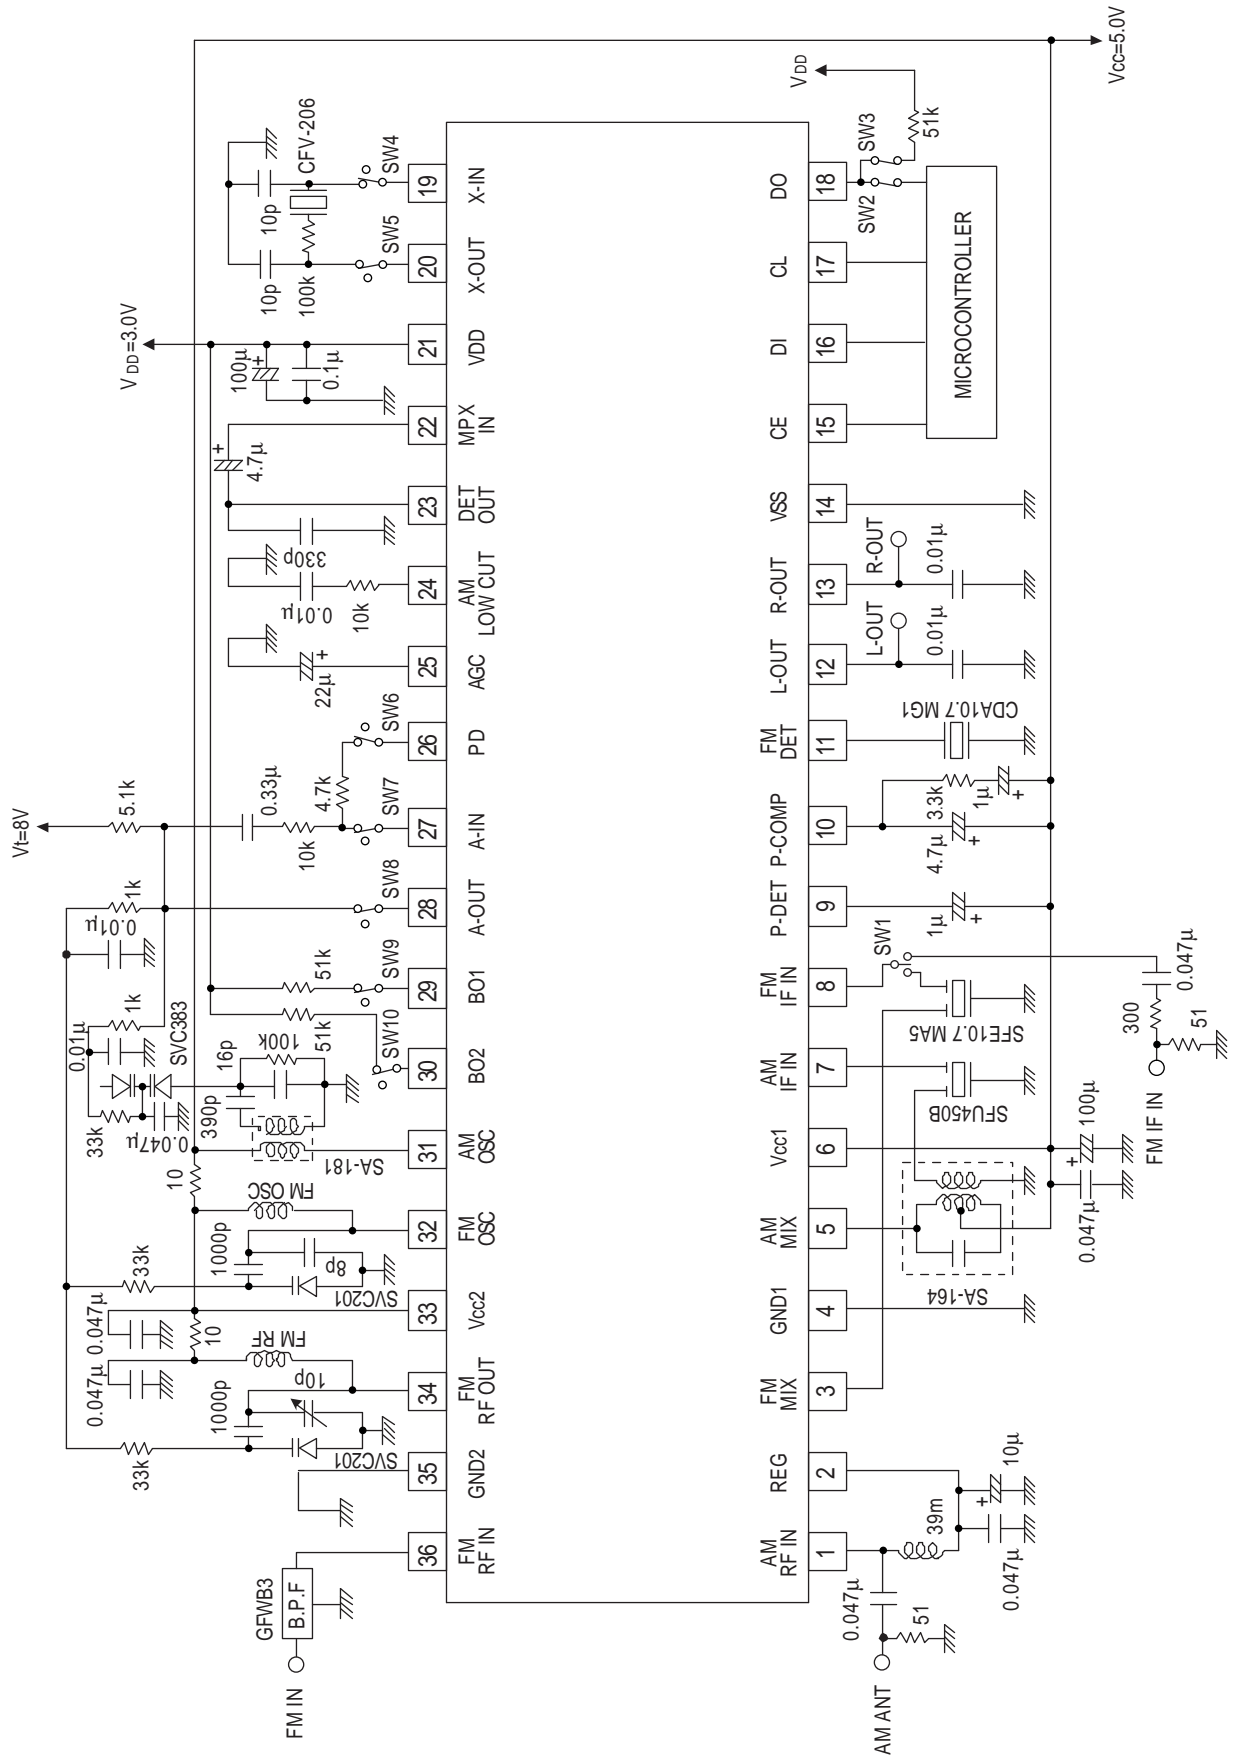 FM IN
GFWB3
B.P.F
36
FM
RF IN
35
GND2
33k
SVC201
1000p
10p
FM RF
0.047μ
34
FM
RF OUT
10
0.047μ
33
Vcc2
33k
SVC201
1000p
8p
FM OSC
32
FM
OSC
10
SA-181
31
AM
OSC
33k
0.047μ
390p
16p
100k
SVC383
0.01μ
1k
30
BO2
SW10
51k
29
BO1
SW9
51k
0.01μ
1k
28
A-OUT
SW8
Vt=8V
5.1k
0.33μ
10k
4.7k
27
A-IN
SW7
26
PD
SW6
22μ
+
25
AGC
0.01μ
10k
24
AM
LOW CUT
330p
23
DET
OUT
+
4.7μ
22
MPX
IN
VDD=3.0V
100μ
+
0.1μ
21
VDD
10p
100k
20
X-OUT
SW5
10p
CFV-206
19
X-IN
SW4
AM ANT
51
0.047μ
1
AM
RF IN
39m
0.047μ
2
REG
+
10μ
3
FM
MIX
4
GND1
SA-164
5
AM
MIX
0.047μ
6
Vcc1
+
100μ
SFU450B
7
AM
IF IN
SFE10.7 MA5
8
FM
IF IN
SW1
FM IF IN
300
51
0.047μ
9
P-DET
1μ
+
10
P-COMP
4.7μ
+
3.3k
1μ
+
11
FM
DET
CDA10.7 MG1
12
L-OUT
L-OUT
0.01μ
13
R-OUT
R-OUT
0.01μ
14
VSS
15
CE
16
DI
17
CL
18
DO
MICROCONTROLLER
SW2
SW3
51k
VDD
Vcc=5.0V